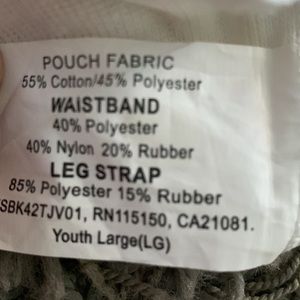 POUCH FABRIC
55% Cotton/45% Polyester
WAISTBAND
40% Polyester
40% Nylon 20% Rubber
LEG STRAP
85% Polyester 15% Rubber
SBK42TJV01, RN115150, CA21081.
Youth Large(LG)